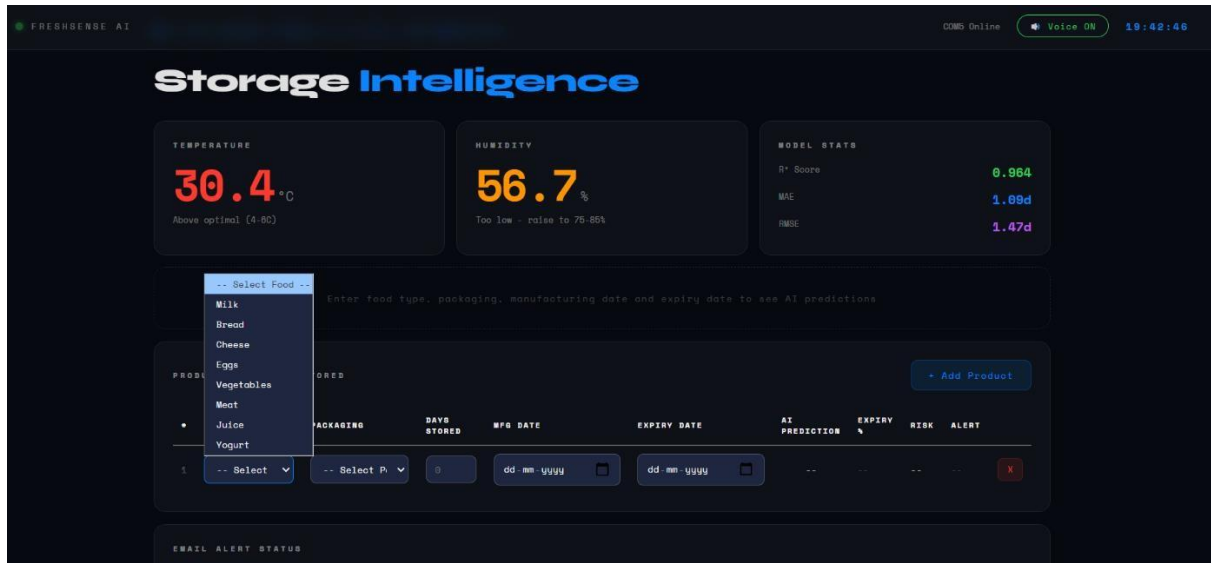 FRESHSENSE AI
COM5 Online
Voice ON
19:42:46
Storage Intelligence
TEMPERATURE
30.4 °C
Above optimal (4-6C)
HUMIDITY
56.7 %
Too low - raise to 75-85%
MODEL STATS
R² Score 0.964
MAE 1.09d
RMSE 1.47d
Enter food type, packaging, manufacturing date and expiry date to see AI predictions
-- Select Food --
Milk
Bread
Cheese
Eggs
Vegetables
Meat
Juice
Yogurt
+ Add Product
DAYS STORED
MFG DATE
EXPIRY DATE
AI PREDICTION
EXPIRY %
RISK
ALERT
1
-- Select
-- Select
0
dd-mm-yyyy
dd-mm-yyyy
--
--
--
--
X
EMAIL ALERT STATUS